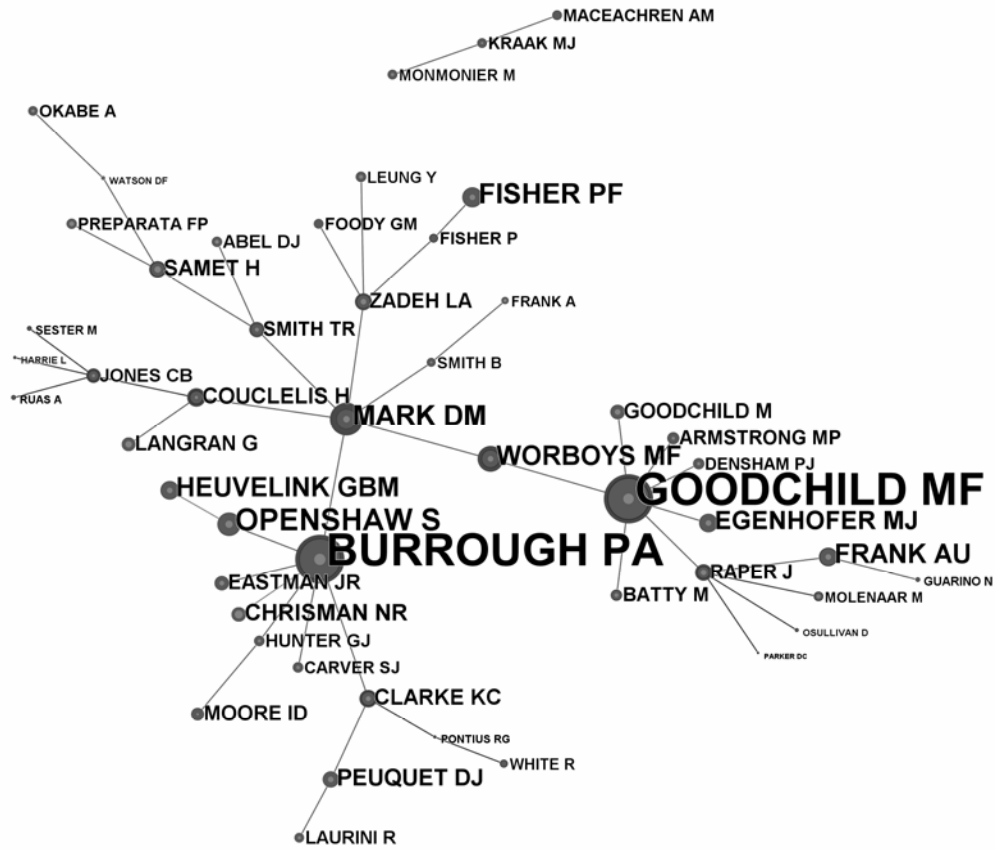 MACEACHREN AM
KRAAK MJ
MONMONIER M
OKABE A
WATSON DF
LEUNG Y
FISHER PF
PREPARATA FP
FOODY GM
ABEL DJ
FISHER P
SAMET H
ZADEH LA
FRANK A
SMITH TR
SESTER M
HARRIE L
SMITH B
JONES CB
RUAS A
COUCLELIS H
MARK DM
GOODCHILD M
LANGRAN G
ARMSTRONG MP
WORBOYS MF
DENSHAM PJ
HEUVELINK GBM
GOODCHILD MF
OPENSHAW S
EGENHOFER MJ
BURROUGH PA
FRANK AU
RAPER J
GUARINO N
EASTMAN JR
BATTY M
MOLENAAR M
CHRISMAN NR
OSULLIVAN D
HUNTER GJ
PARKER DC
CARVER SJ
CLARKE KC
MOORE ID
PONTIUS RG
WHITE R
PEUQUET DJ
LAURINI R